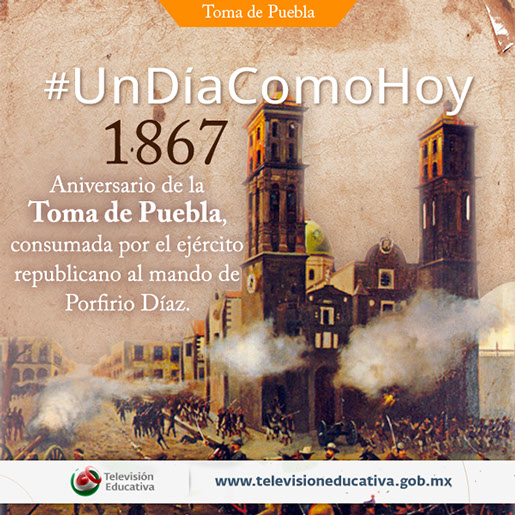 Toma de Puebla
#UnDíaComoHoy
1867
Aniversario de la
Toma de Puebla,
consumada por el ejército
republicano al mando de
Porfirio Díaz.
Televisión
Educativa
www.televisioneducativa.gob.mx